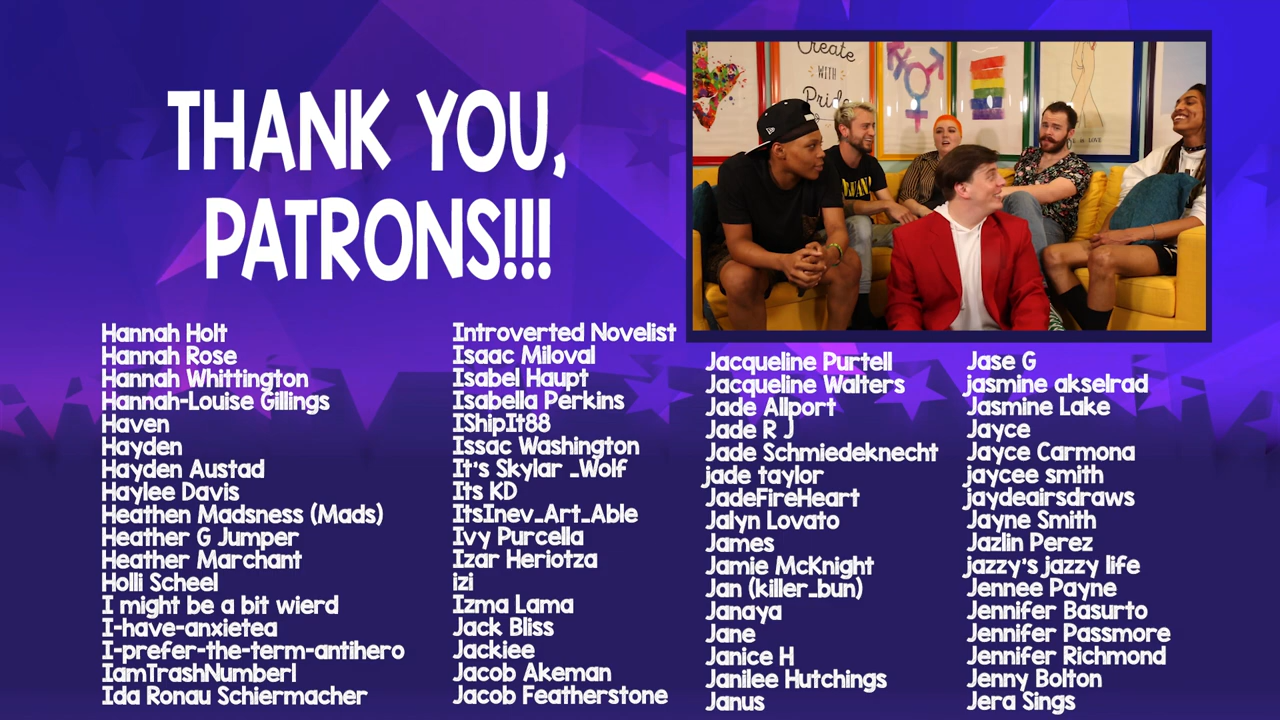 THANK YOU,
PATRONS!!!
Create
WITH
Pride
Hannah Holt
Hannah Rose
Hannah Whittington
Hannah-Louise Gillings
Haven
Hayden
Hayden Austad
Haylee Davis
Heathen Madsness (Mads)
Heather G Jumper
Heather Marchant
Holli Scheel
I might be a bit wierd
I-have-anxietea
I-prefer-the-term-antihero
IamTrashNumber1
Ida Ronau Schiermacher
Introverted Novelist
Isaac Miloval
Isabel Haupt
Isabella Perkins
IShipIt88
Issac Washington
It's Skylar _Wolf
Its KD
ItsInev_Art_Able
Ivy Purcella
Izar Heriotza
izi
Izma Lama
Jack Bliss
Jackiee
Jacob Akeman
Jacob Featherstone
Jacqueline Purtell
Jacqueline Walters
Jade Allport
Jade R J
Jade Schmiedeknecht
jade taylor
JadeFireHeart
Jalyn Lovato
James
Jamie McKnight
Jan (killer_bun)
Janaya
Jane
Janice H
Janilee Hutchings
Janus
Jase G
jasmine akselrad
Jasmine Lake
Jayce
Jayce Carmona
jaycee smith
jaydeairsdraws
Jayne Smith
Jazlin Perez
jazzy's jazzy life
Jennee Payne
Jennifer Basurto
Jennifer Passmore
Jennifer Richmond
Jenny Bolton
Jera Sings